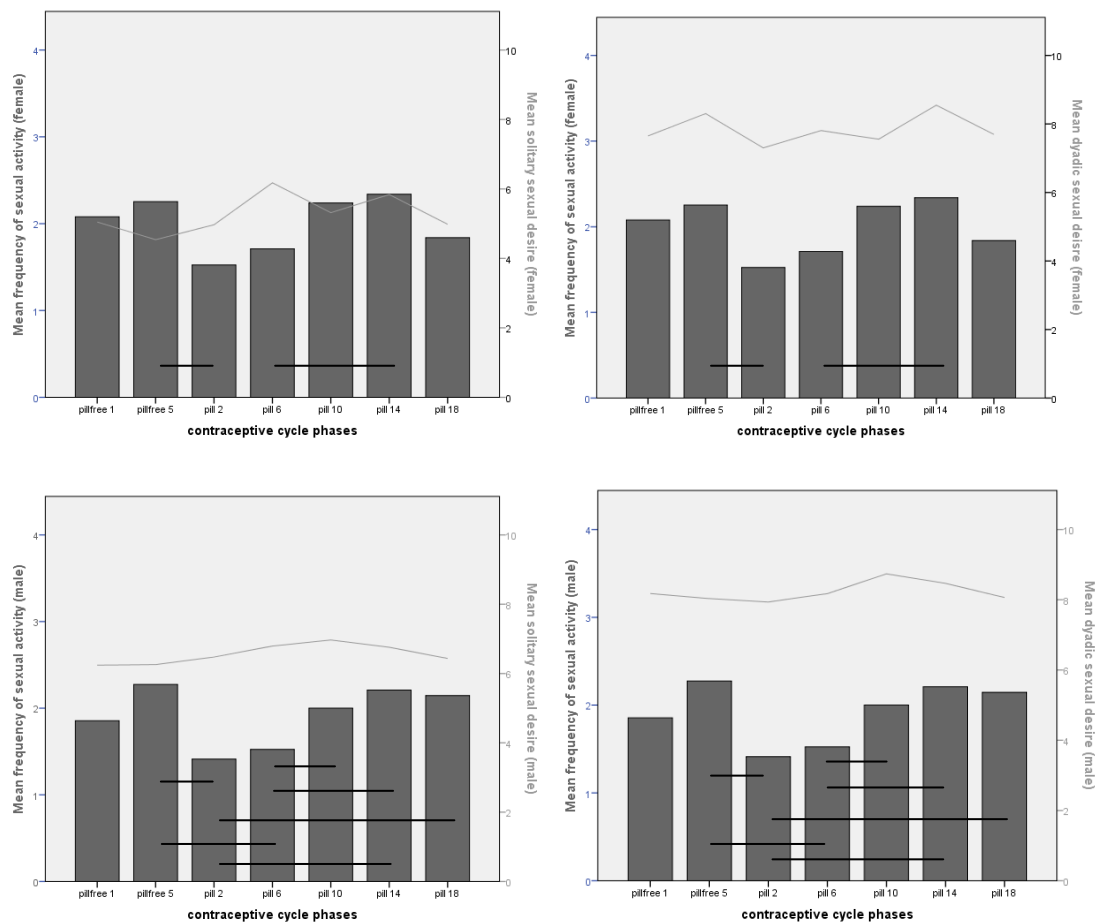 Mean frequency of sexual activity (female)
4
3
2
1
0
10
8
6
4
2
0
Mean solitary sexual desire (female)
pillfree 1 pillfree 5 pill 2 pill 6 pill 10 pill 14 pill 18
contraceptive cycle phases
Mean frequency of sexual activity (female)
4
3
2
1
0
10
8
6
4
2
0
Mean dyadic sexual deisre (female)
pillfree 1 pillfree 5 pill 2 pill 6 pill 10 pill 14 pill 18
contraceptive cycle phases
Mean frequency of sexual activity (male)
4
3
2
1
0
10
8
6
4
2
0
Mean solitary sexual desire (male)
pillfree 1 pillfree 5 pill 2 pill 6 pill 10 pill 14 pill 18
contraceptive cycle phases
Mean frequency of sexual activity (male)
4
3
2
1
0
10
8
6
4
2
0
Mean dyadic sexual desire (male)
pillfree 1 pillfree 5 pill 2 pill 6 pill 10 pill 14 pill 18
contraceptive cycle phases